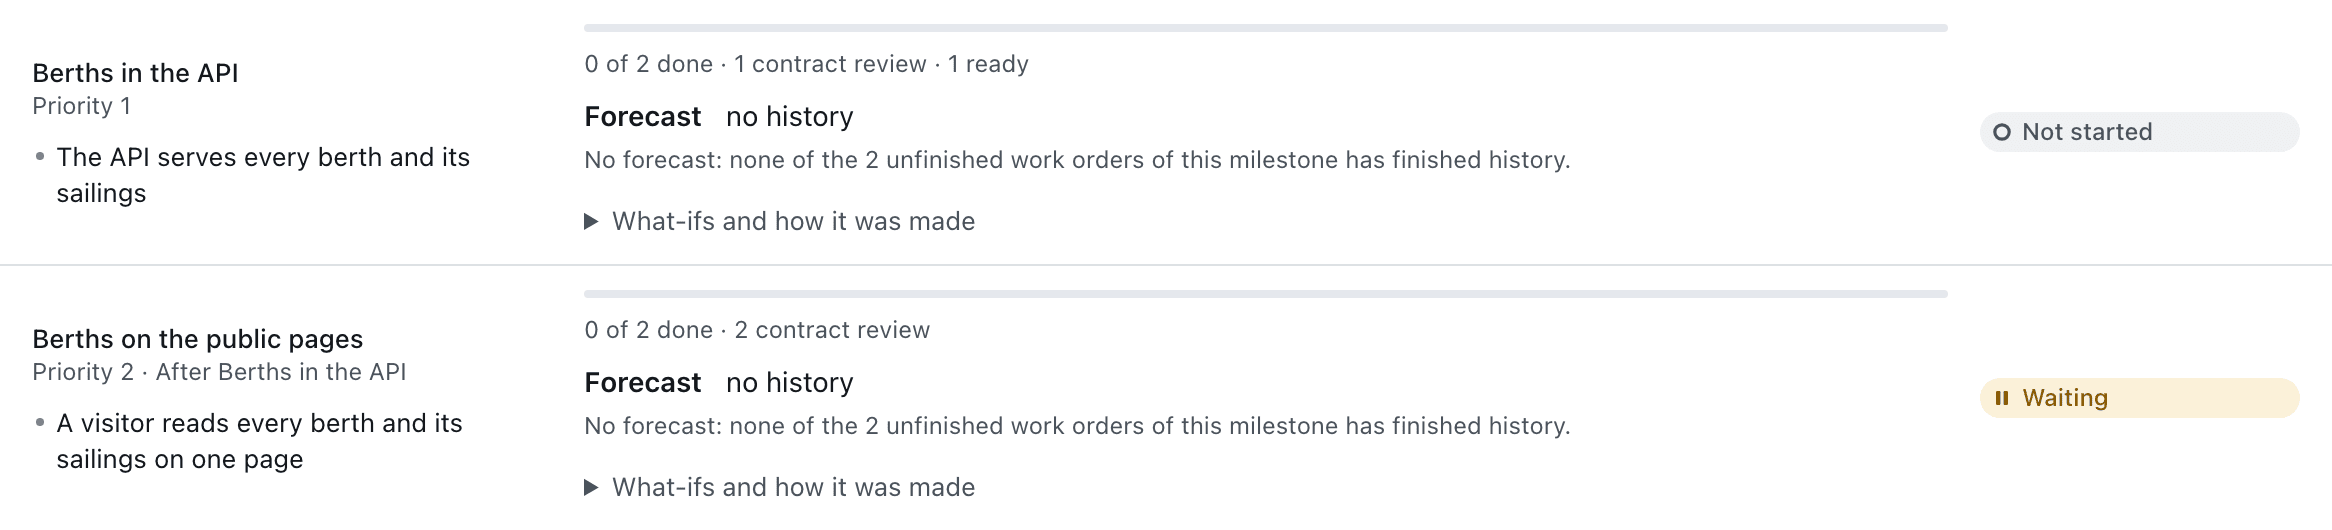 Berths in the API
Priority 1
• The API serves every berth and its
sailings
0 of 2 done · 1 contract review · 1 ready
Forecast no history
No forecast: none of the 2 unfinished work orders of this milestone has finished history.
▶ What-ifs and how it was made
Not started
Berths on the public pages
Priority 2 · After Berths in the API
• A visitor reads every berth and its
sailings on one page
0 of 2 done · 2 contract review
Forecast no history
No forecast: none of the 2 unfinished work orders of this milestone has finished history.
▶ What-ifs and how it was made
Waiting